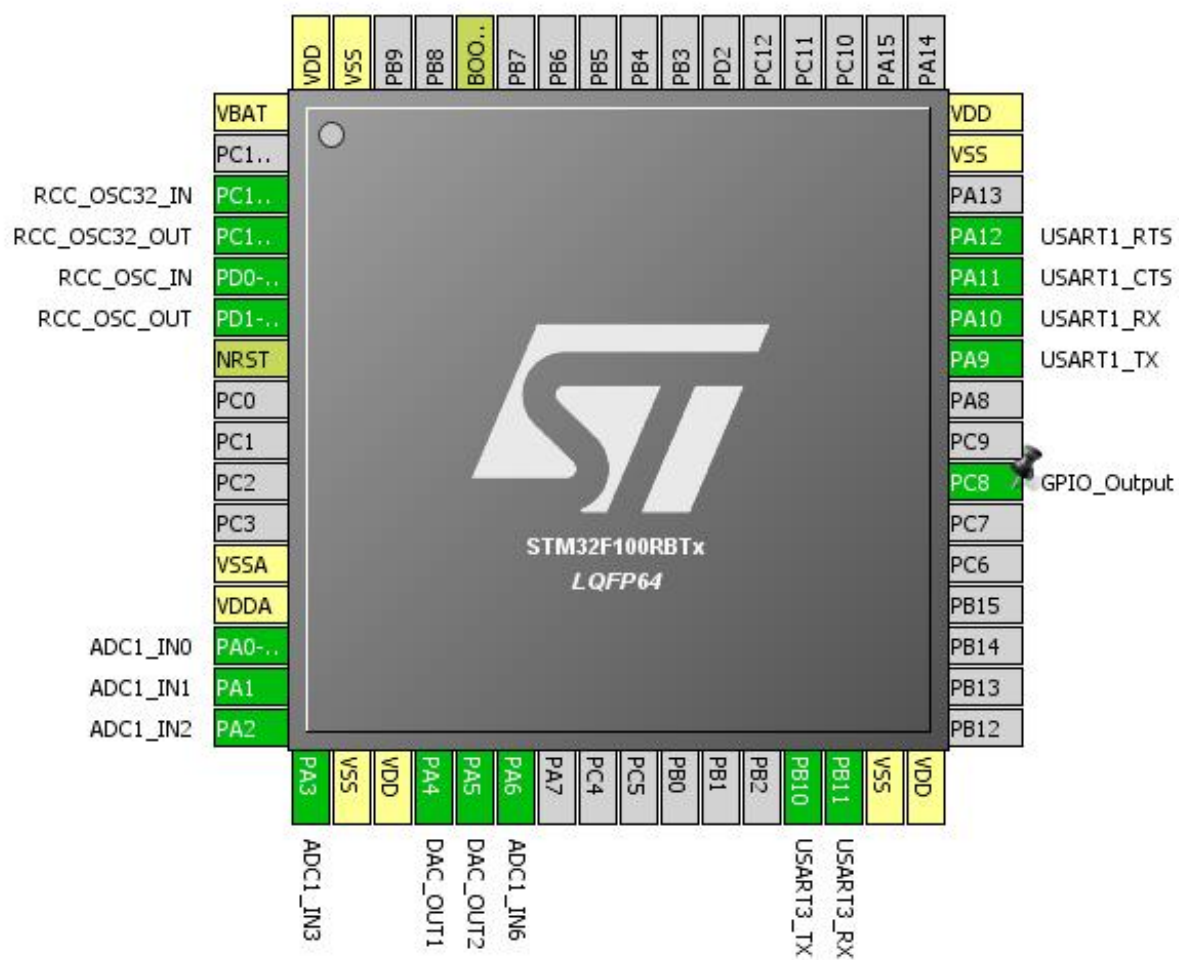 VDD VSS PB9 PB8 BOO.. PB7 PB6 PB5 PB4 PB3 PD2 PC12 PC11 PC10 PA15 PA14
VBAT VDD
PC1.. VSS
RCC_OSC32_IN PC1.. PA13
RCC_OSC32_OUT PC1.. PA12 USART1_RTS
RCC_OSC_IN PD0-.. PA11 USART1_CTS
RCC_OSC_OUT PD1-.. PA10 USART1_RX
NRST PA9 USART1_TX
PC0 PA8
PC1 PC9
PC2 PC8 GPIO_Output
PC3 PC7
ST
STM32F100RBTx
LQFP64
VSSA PC6
VDDA PB15
ADC1_IN0 PA0-.. PB14
ADC1_IN1 PA1 PB13
ADC1_IN2 PA2 PB12
PA3 VSS VDD PA4 PA5 PA6 PA7 PC4 PC5 PB0 PB1 PB2 PB10 PB11 VSS VDD
ADC1_IN3 DAC_OUT1 DAC_OUT2 ADC1_IN6 USART3_TX USART3_RX